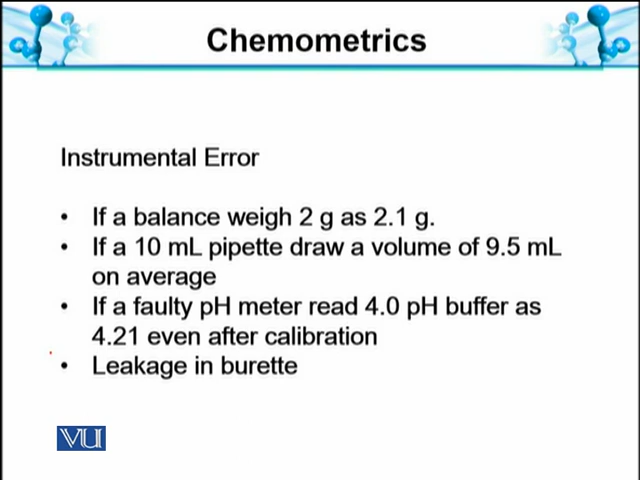 Chemometrics
Instrumental Error
• If a balance weigh 2 g as 2.1 g.
• If a 10 mL pipette draw a volume of 9.5 mL
on average
• If a faulty pH meter read 4.0 pH buffer as
4.21 even after calibration
• Leakage in burette
VU